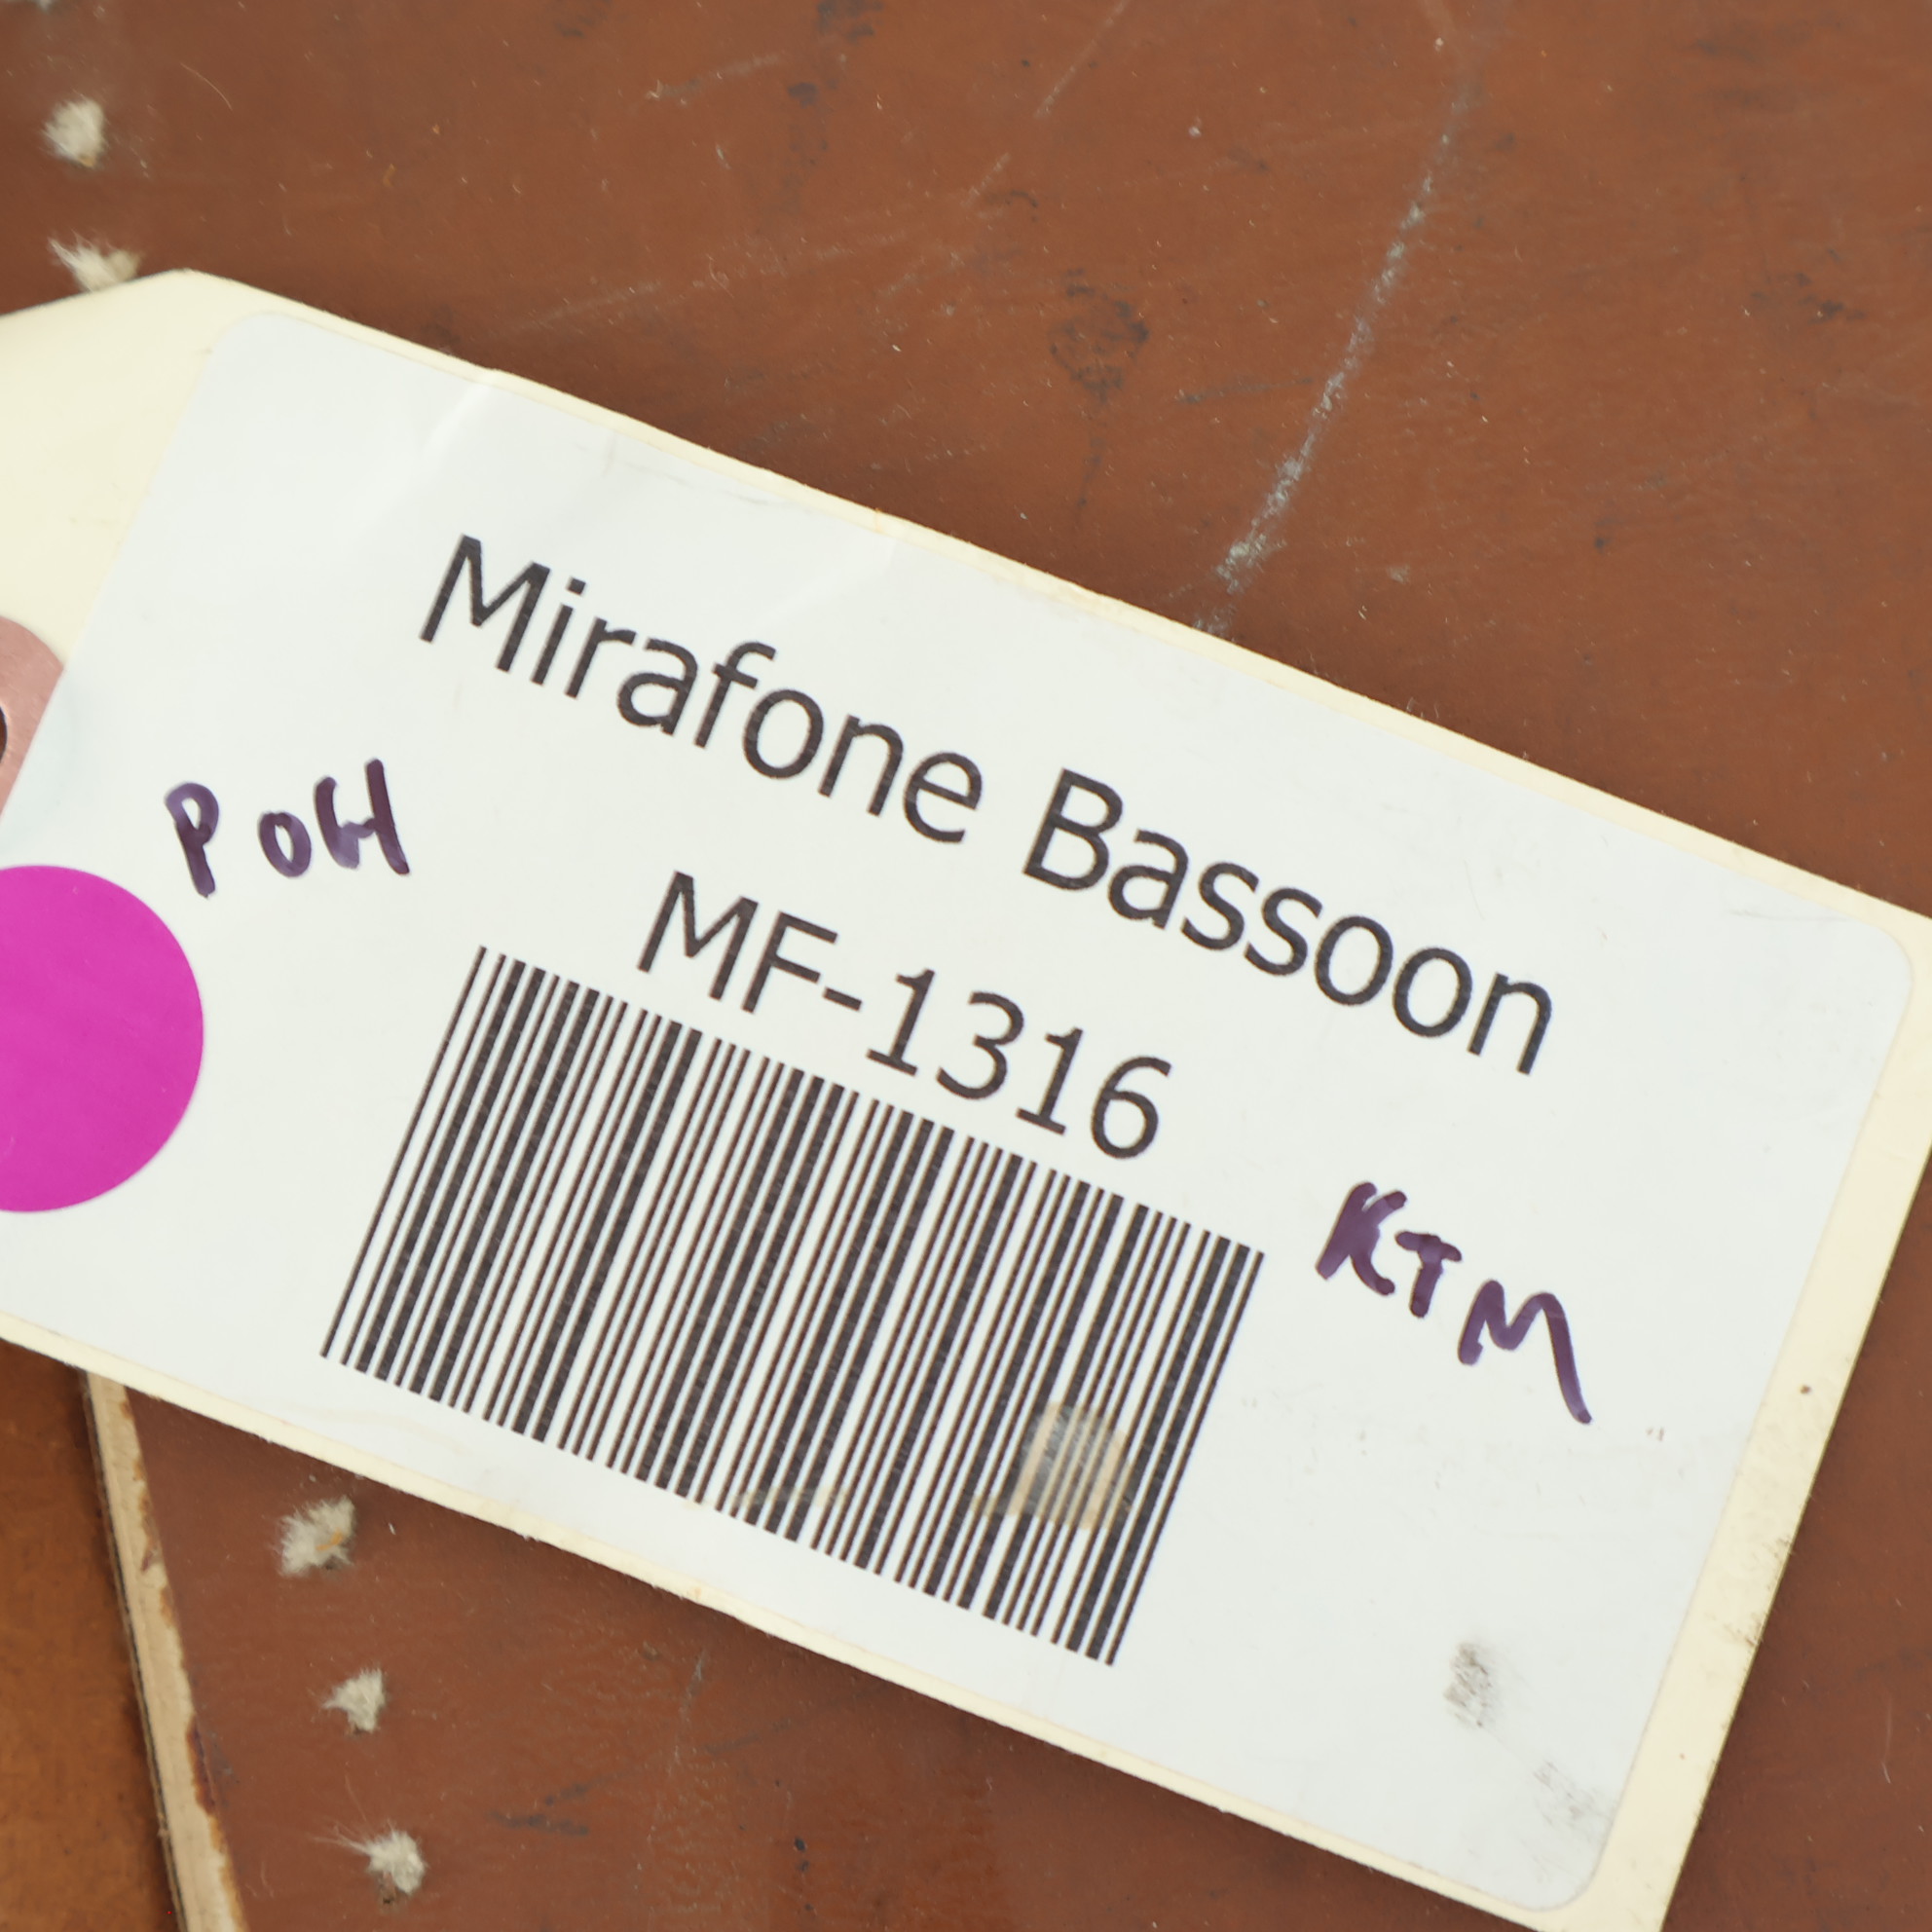 Mirafone Bassoon
POH
MF-1316
KTM